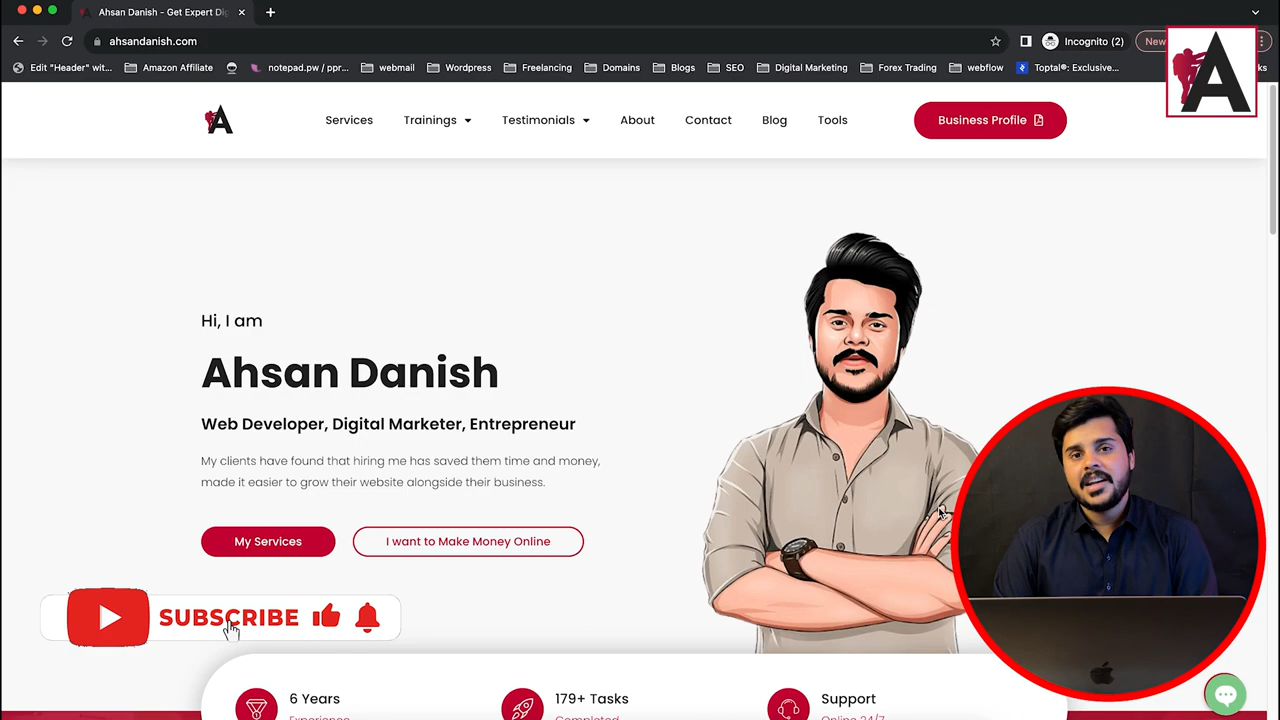 Ahsan Danish - Get Expert Di
ahsandanish.com
Incognito (2)
New
Edit "Header" wit...
Amazon Affiliate
notepad.pw / ppr...
webmail
Freelancing
Domains
Blogs
SEO
Digital Marketing
Forex Trading
webflow
Toptal®: Exclusive...
A
A
Services
Trainings
Testimonials
About
Contact
Blog
Tools
Business Profile
Hi, I am
Ahsan Danish
Web Developer, Digital Marketer, Entrepreneur
My clients have found that hiring me has saved them time and money,
made it easier to grow their website alongside their business.
My Services
I want to Make Money Online
SUBSCRIBE
6 Years
Experience
179+ Tasks
Completed
Support
Online 24/7